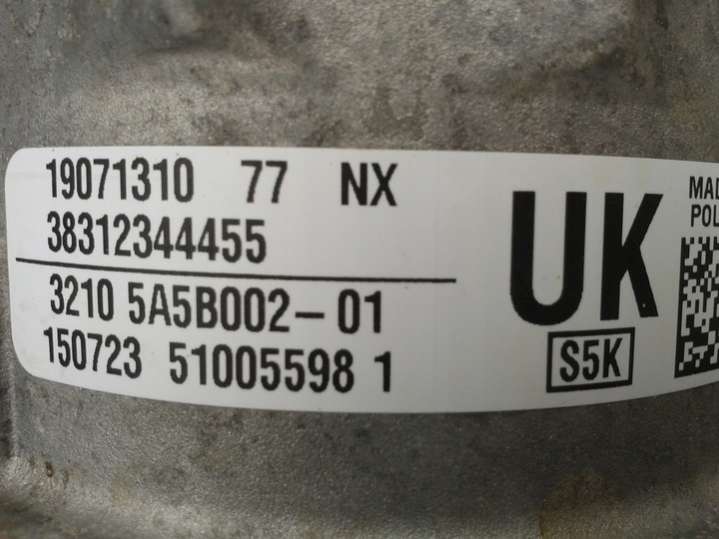 19071310 77 NX
38312344455
3210 5A5B002-01
150723 51005598 1
UK
S5K
MAD
POL